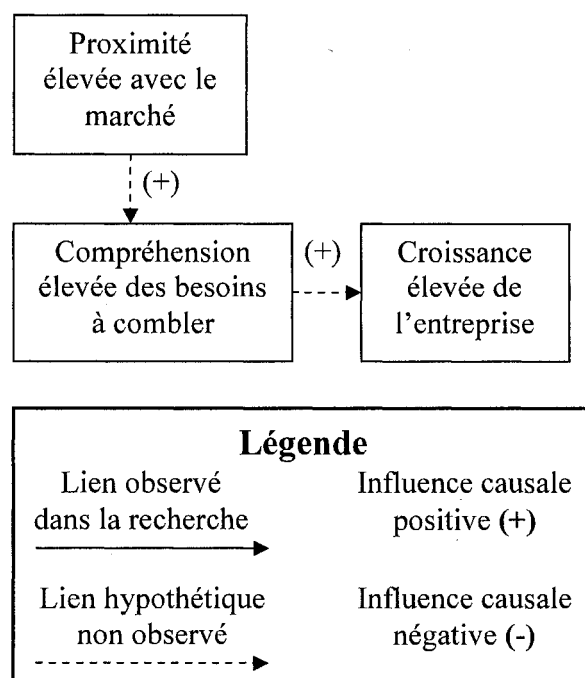 Proximité
élevée avec le
marché
(+)
Compréhension
élevée des besoins
à combler
(+)
Croissance
élevée de
l'entreprise
Légende
Lien observé
dans la recherche
Influence causale
positive (+)
Lien hypothétique
non observé
Influence causale
négative (-)